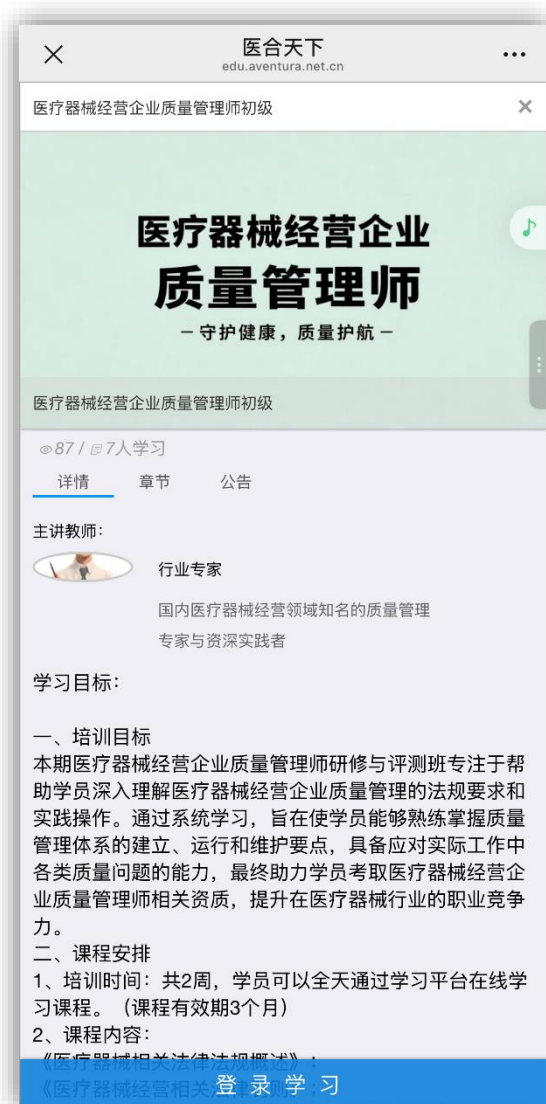 医合天下
edu.aventura.net.cn
医疗器械经营企业质量管理师初级
医疗器械经营企业
质量管理师
－守护健康，质量护航－
医疗器械经营企业质量管理师初级
87 / 7人学习
详情 章节 公告
主讲教师：
行业专家
国内医疗器械经营领域知名的质量管理
专家与资深实践者
学习目标：
一、培训目标
本期医疗器械经营企业质量管理师研修与评测班专注于帮
助学员深入理解医疗器械经营企业质量管理的法规要求和
实践操作。通过系统学习，旨在使学员能够熟练掌握质量
管理体系的建立、运行和维护要点，具备应对实际工作中
各类质量问题的能力，最终助力学员考取医疗器械经营企
业质量管理师相关资质，提升在医疗器械行业的职业竞争
力。
二、课程安排
1、培训时间：共2周，学员可以全天通过学习平台在线学
习课程。（课程有效期3个月）
2、课程内容：
《医疗器械相关法律法规概述》；
登录学习